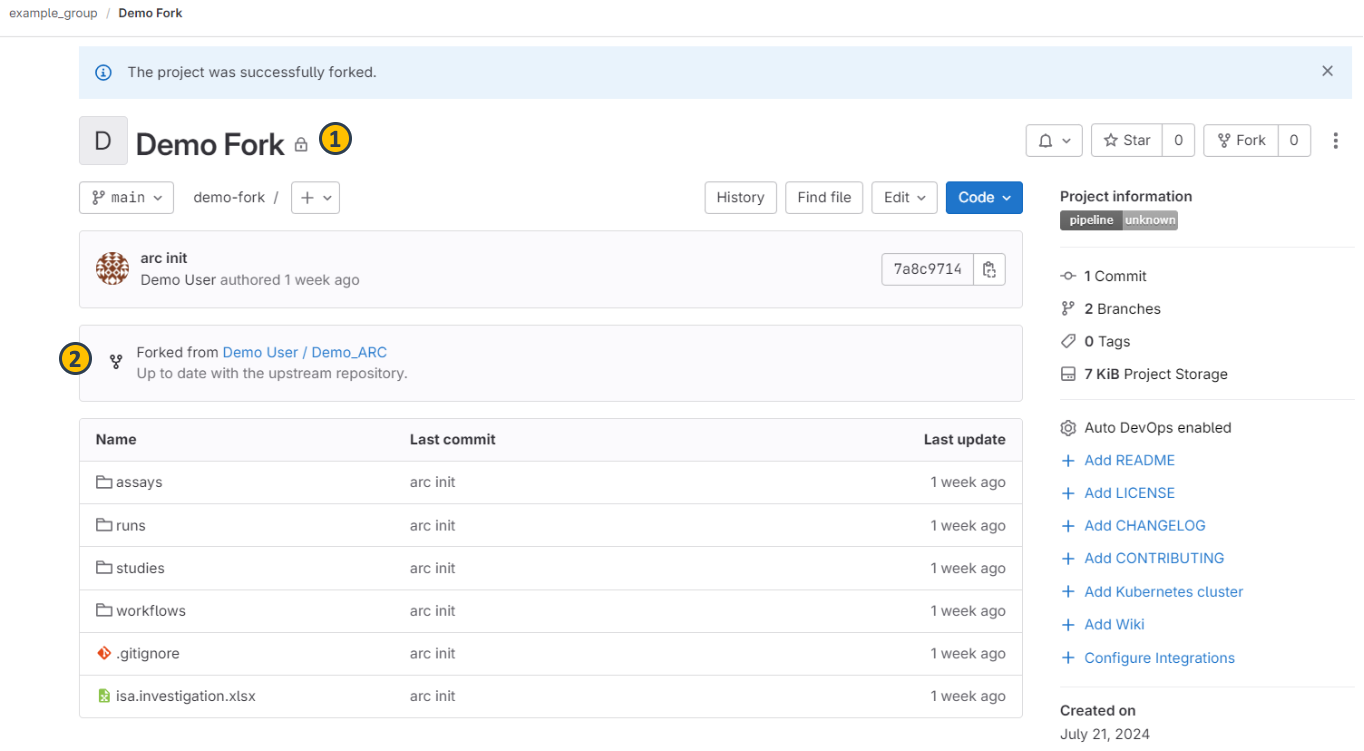 example_group / Demo Fork
The project was successfully forked.
D Demo Fork 1
Star 0 Fork 0
main demo-fork / History Find file Edit Code
Project information
pipeline unknown
arc init
Demo User authored 1 week ago
7a8c9714
1 Commit
2 Branches
0 Tags
7 KiB Project Storage
2
Forked from Demo User / Demo_ARC
Up to date with the upstream repository.
Name Last commit Last update
assays arc init 1 week ago
runs arc init 1 week ago
studies arc init 1 week ago
workflows arc init 1 week ago
.gitignore arc init 1 week ago
isa.investigation.xlsx arc init 1 week ago
Auto DevOps enabled
Add README
Add LICENSE
Add CHANGELOG
Add CONTRIBUTING
Add Kubernetes cluster
Add Wiki
Configure Integrations
Created on
July 21, 2024